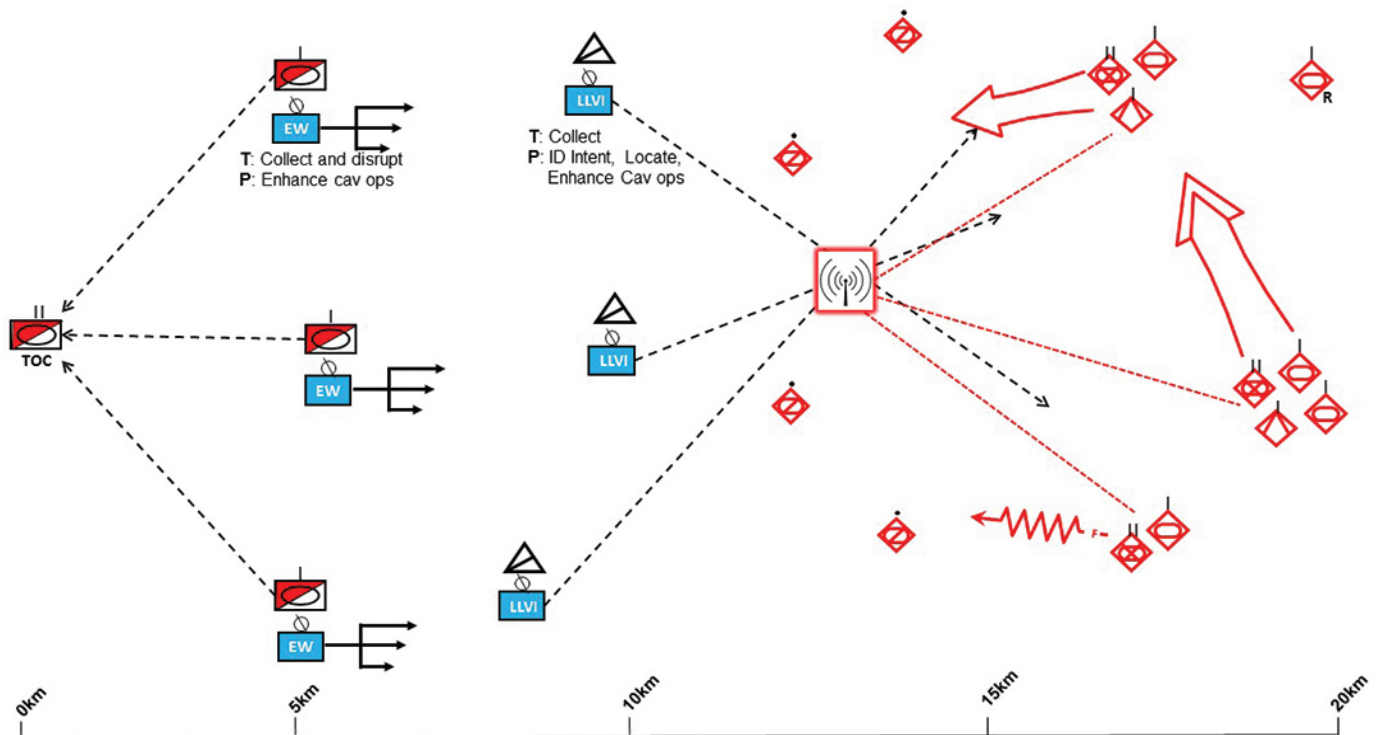 LLVI
EW
T: Collect and disrupt
P: Enhance cav ops
T: Collect
P: ID Intent, Locate,
Enhance Cav ops
R
TOC
EW
LLVI
F
LLVI
EW
0km
5km
10km
15km
20km